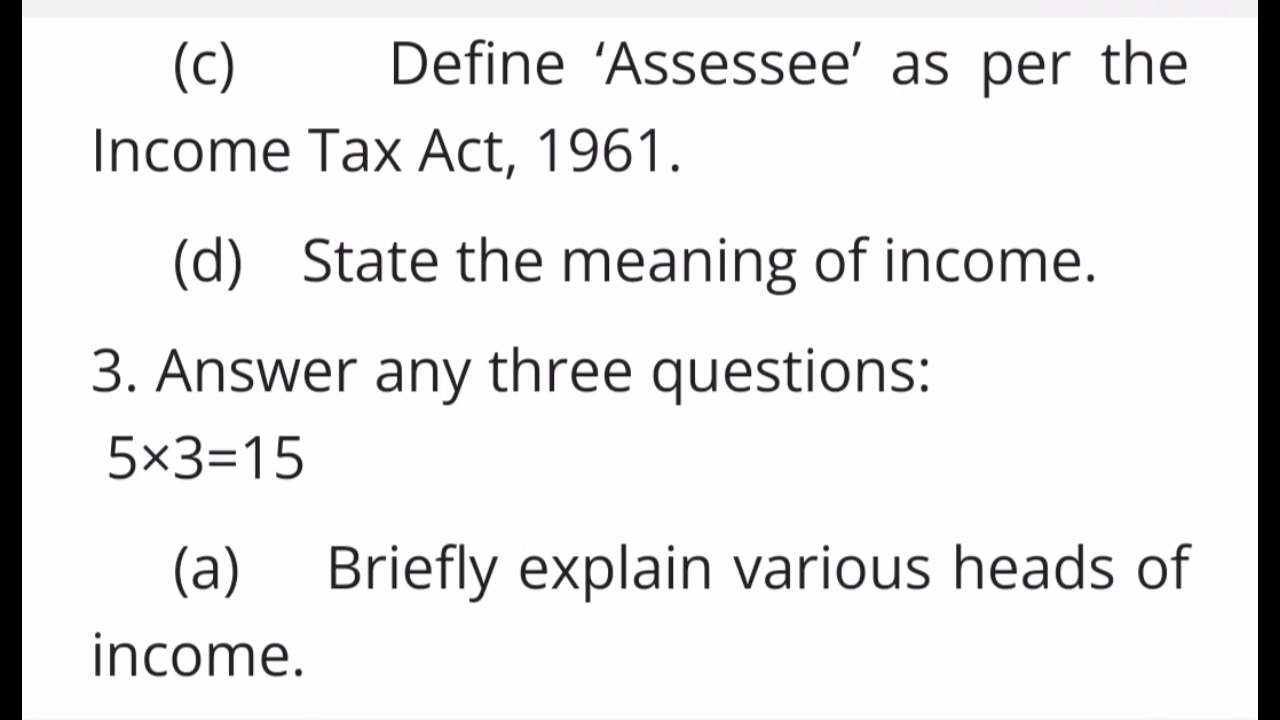 (c) Define ‘Assessee’ as per the
Income Tax Act, 1961.
(d) State the meaning of income.
3. Answer any three questions:
5×3=15
(a) Briefly explain various heads of
income.